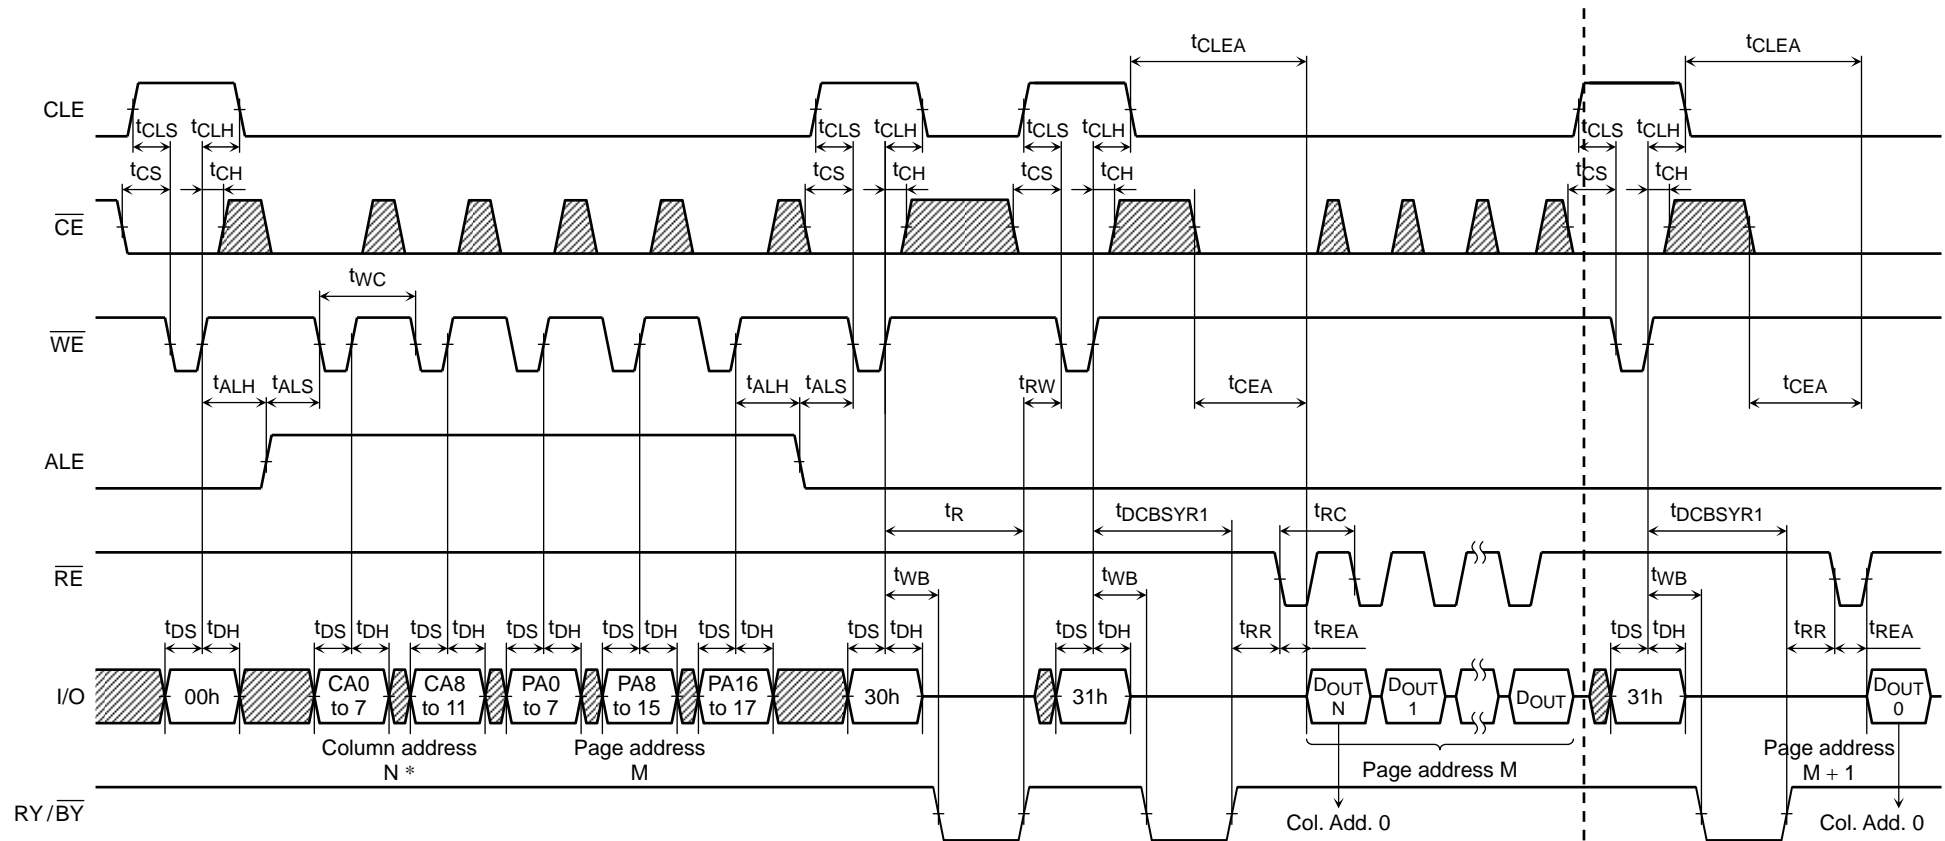 tCLEA tCLEA
CLE
tCLS tCLH tCLS tCLH tCLS tCLH tCLS tCLH
tCS tCH tCS tCH tCS tCH tCS tCH
CE
tWC
WE
tALH tALS tALH tALS tRW tCEA tCEA
ALE
tR tDCBSYR1 tRC tDCBSYR1
RE
tWB tWB tWB
tDS tDH tDS tDH tDS tDH tDS tDH tDS tDH tDS tDH tDS tDH tDS tDH tRR tREA tDS tDH tRR tREA
I/O
00h
CA0
to 7
CA8
to 11
PA0
to 7
PA8
to 15
PA16
to 17
30h
31h
DOUT
N
DOUT
1
DOUT
31h
DOUT
0
Column address
N *
Page address
M
Page address M
Page address
M + 1
RY/BY
Col. Add. 0
Col. Add. 0